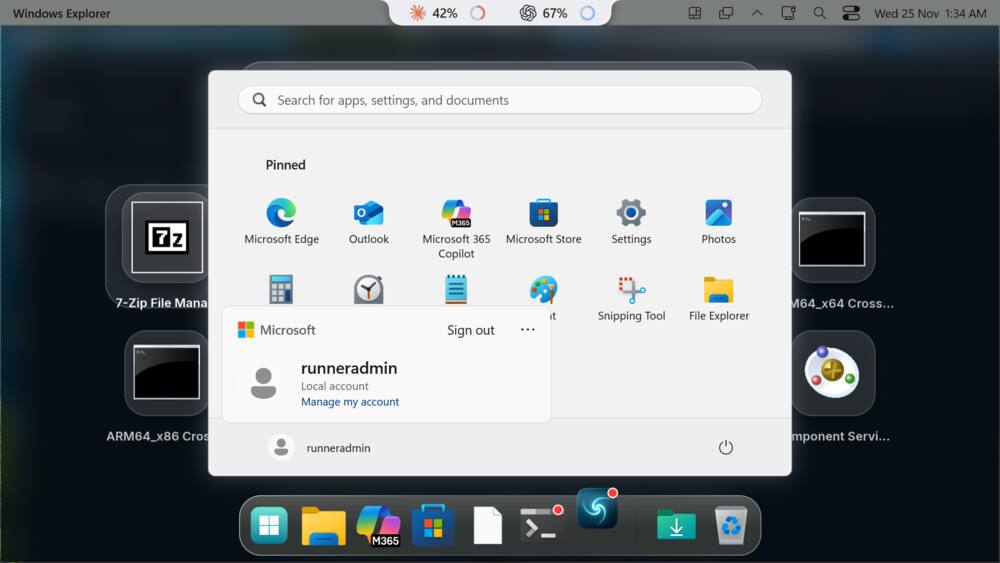 Windows Explorer
42%
67%
Wed 25 Nov 1:34 AM
Search for apps, settings, and documents
Pinned
Microsoft Edge
Outlook
Microsoft 365
Copilot
Microsoft Store
Settings
Photos
M365
Snipping Tool
File Explorer
7z
7-Zip File Mana
M64_x64 Cross...
Microsoft
Sign out
runneradmin
Local account
Manage my account
ARM64_x86 Cros
mponent Servi...
runneradmin
M365